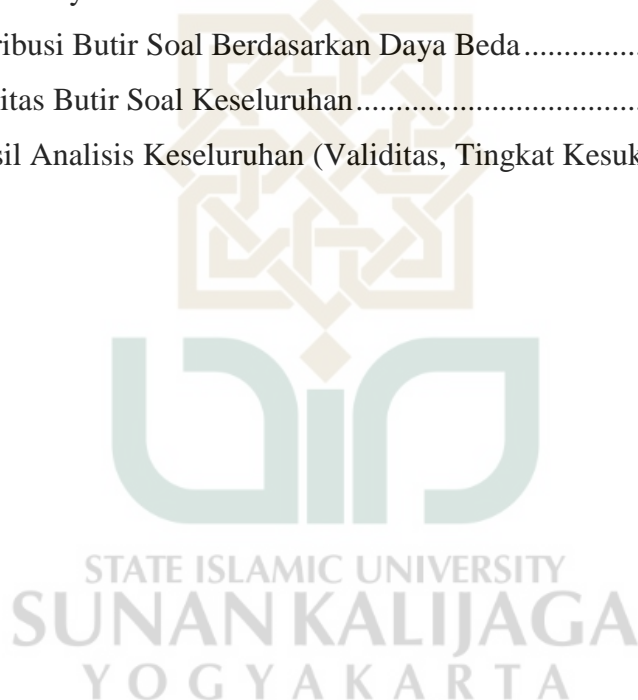 ribusi Butir Soal Berdasarkan Daya Beda................
itas Butir Soal Keseluruhan....................................
sil Analisis Keseluruhan (Validitas, Tingkat Kesuk
STATE ISLAMIC UNIVERSITY
SUNAN KALIJAGA
YOGYAKARTA